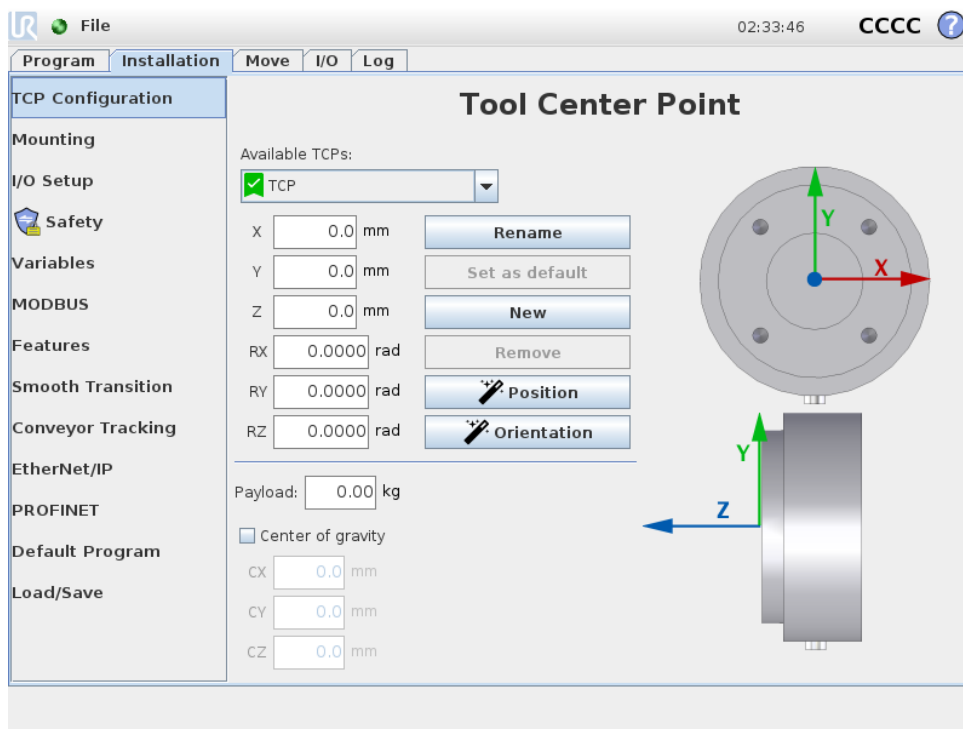 UR File 02:33:46 CCCC ?
Program Installation Move I/O Log
TCP Configuration
Mounting
I/O Setup
Safety
Variables
MODBUS
Features
Smooth Transition
Conveyor Tracking
EtherNet/IP
PROFINET
Default Program
Load/Save
Tool Center Point
Available TCPs:
TCP
X 0.0 mm Rename
Y 0.0 mm Set as default
Z 0.0 mm New
RX 0.0000 rad Remove
RY 0.0000 rad Position
RZ 0.0000 rad Orientation
Payload: 0.00 kg
Center of gravity
CX 0.0 mm
CY 0.0 mm
CZ 0.0 mm
Y
X
Y
Z